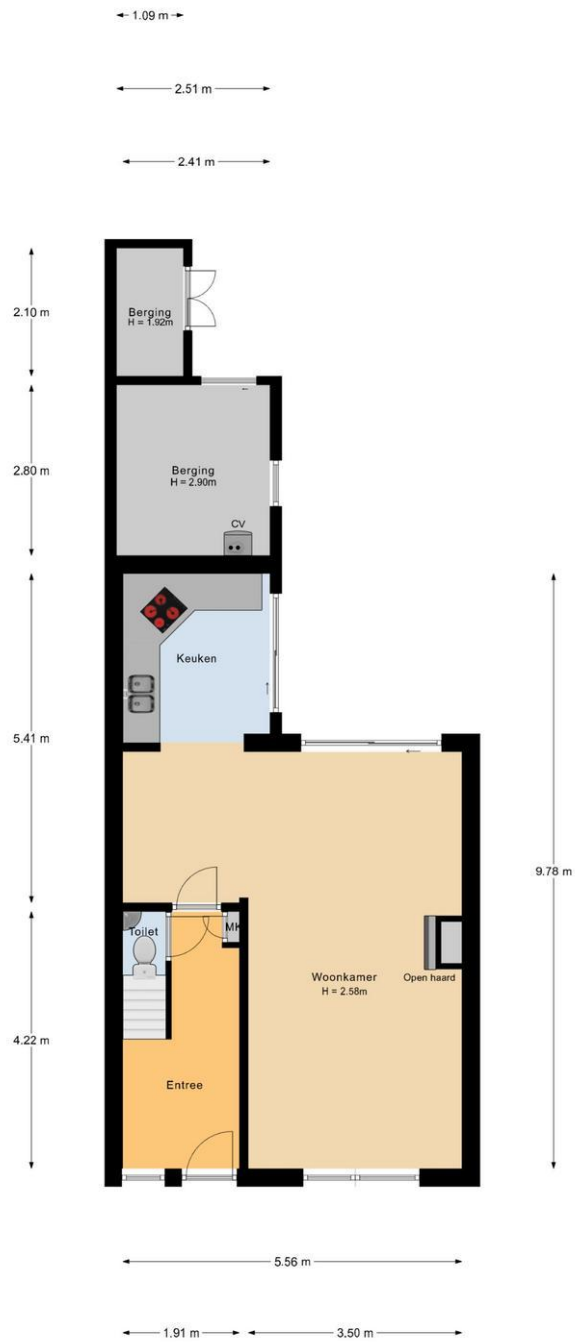 1.09 m
2.51 m
2.41 m
2.10 m
Berging
H = 1.92m
2.80 m
Berging
H = 2.90m
CV
Keuken
5.41 m
9.78 m
Toilet
MK
Woonkamer
H = 2.58m
Open haard
4.22 m
Entree
5.56 m
1.91 m
3.50 m